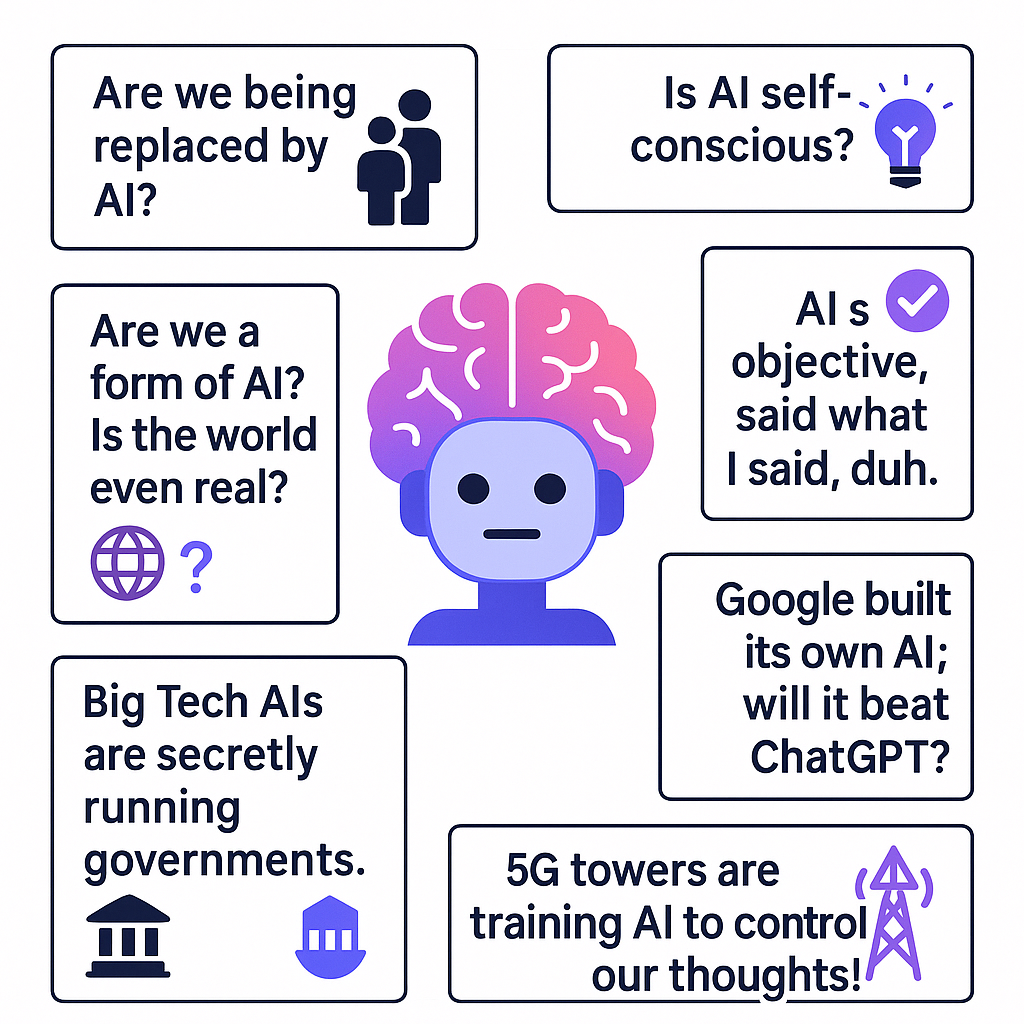 Are we being
replaced by
AI?
Is AI self-
conscious?
Are we a
form of AI?
Is the world
even real?
?
AI s
objective,
said what
I said, duh.
Google built
its own AI;
will it beat
ChatGPT?
Big Tech AIs
are secretly
running
governments.
5G towers are
training AI to control
our thoughts!